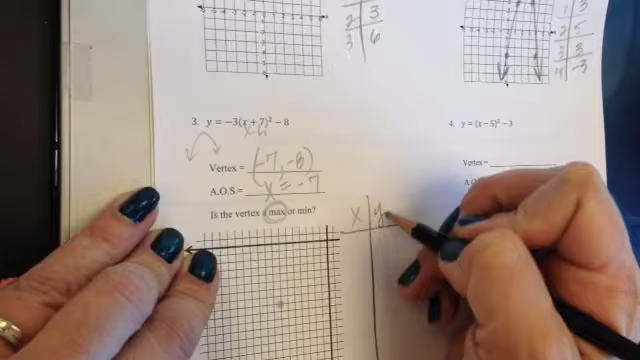 2 3
3 6
1 3
2 5
3 3
4 -3
3. y = −3(x + 7)² − 8
x-h
4. y = (x − 5)² − 3
Vertex = (-7, -8)
Vertex =
A.O.S.= x = -7
Is the vertex a max or min?
x y